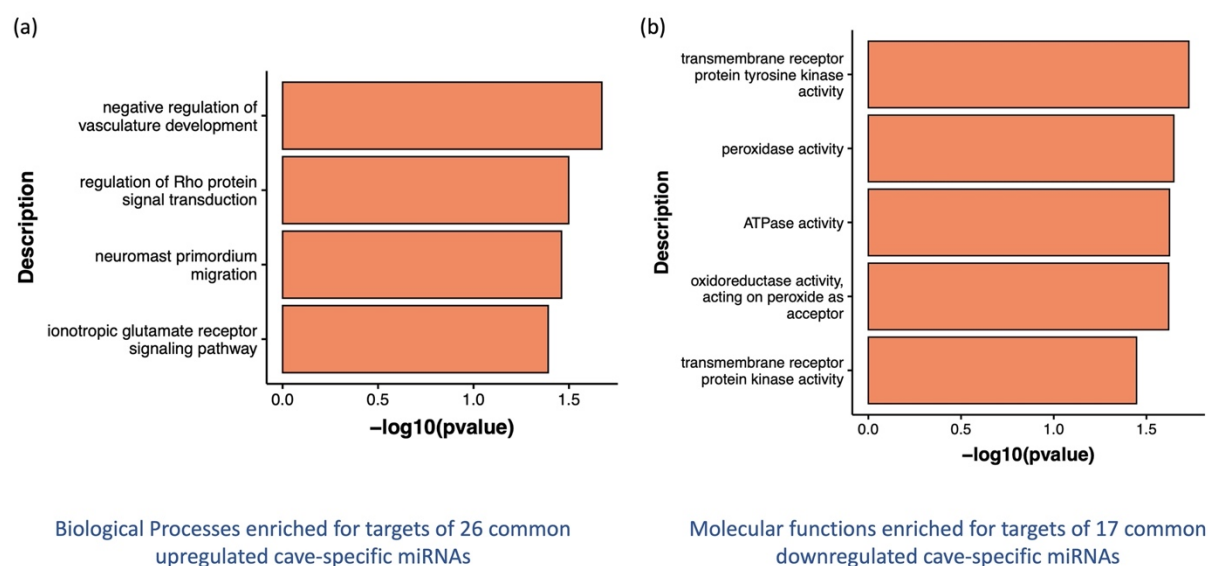 (a)
Description
negative regulation of
vasculature development
regulation of Rho protein
signal transduction
neuromast primordium
migration
ionotropic glutamate receptor
signaling pathway
0.0 0.5 1.0 1.5
−log10(pvalue)
Biological Processes enriched for targets of 26 common
upregulated cave-specific miRNAs
(b)
Description
transmembrane receptor
protein tyrosine kinase
activity
peroxidase activity
ATPase activity
oxidoreductase activity,
acting on peroxide as
acceptor
transmembrane receptor
protein kinase activity
0.0 0.5 1.0 1.5
−log10(pvalue)
Molecular functions enriched for targets of 17 common
downregulated cave-specific miRNAs